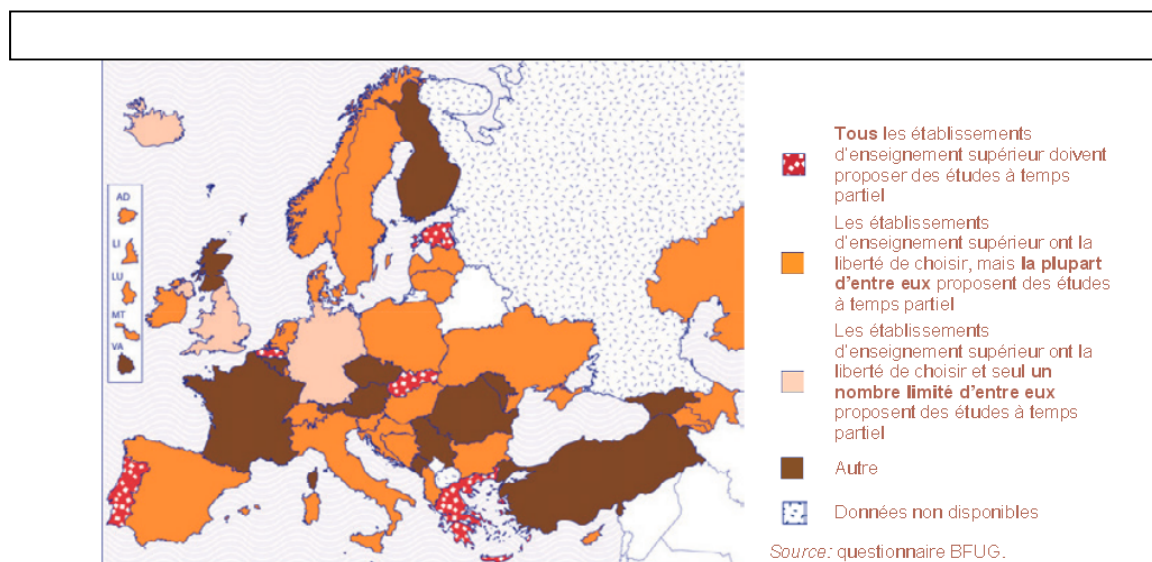 AD
LI
LU
MT
VA
Tous les établissements
d'enseignement supérieur doivent
proposer des études à temps
partiel
Les établissements
d'enseignement supérieur ont la
liberté de choisir, mais la plupart
d'entre eux proposent des études
à temps partiel
Les établissements
d'enseignement supérieur ont la
liberté de choisir et seul un
nombre limité d'entre eux
proposent des études à temps
partiel
Autre
Données non disponibles
Source: questionnaire BFUG.